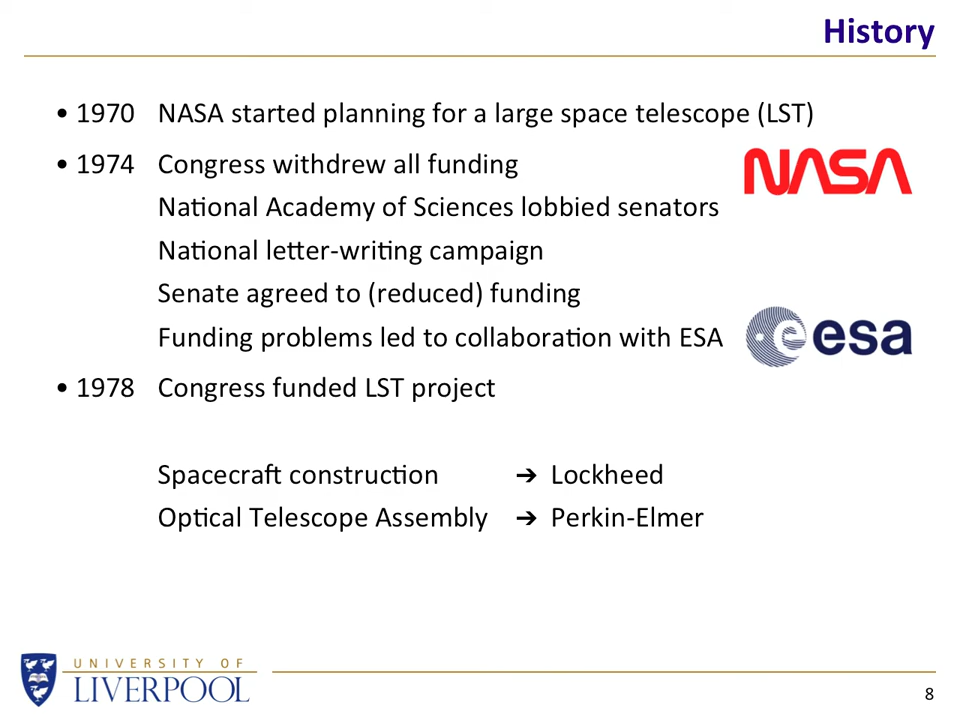 History
• 1970 NASA started planning for a large space telescope (LST)
• 1974 Congress withdrew all funding
NASA
National Academy of Sciences lobbied senators
National letter-writing campaign
Senate agreed to (reduced) funding
Funding problems led to collaboration with ESA
esa
• 1978 Congress funded LST project
Spacecraft construction ➔ Lockheed
Optical Telescope Assembly ➔ Perkin-Elmer
UNIVERSITY OF
LIVERPOOL
8